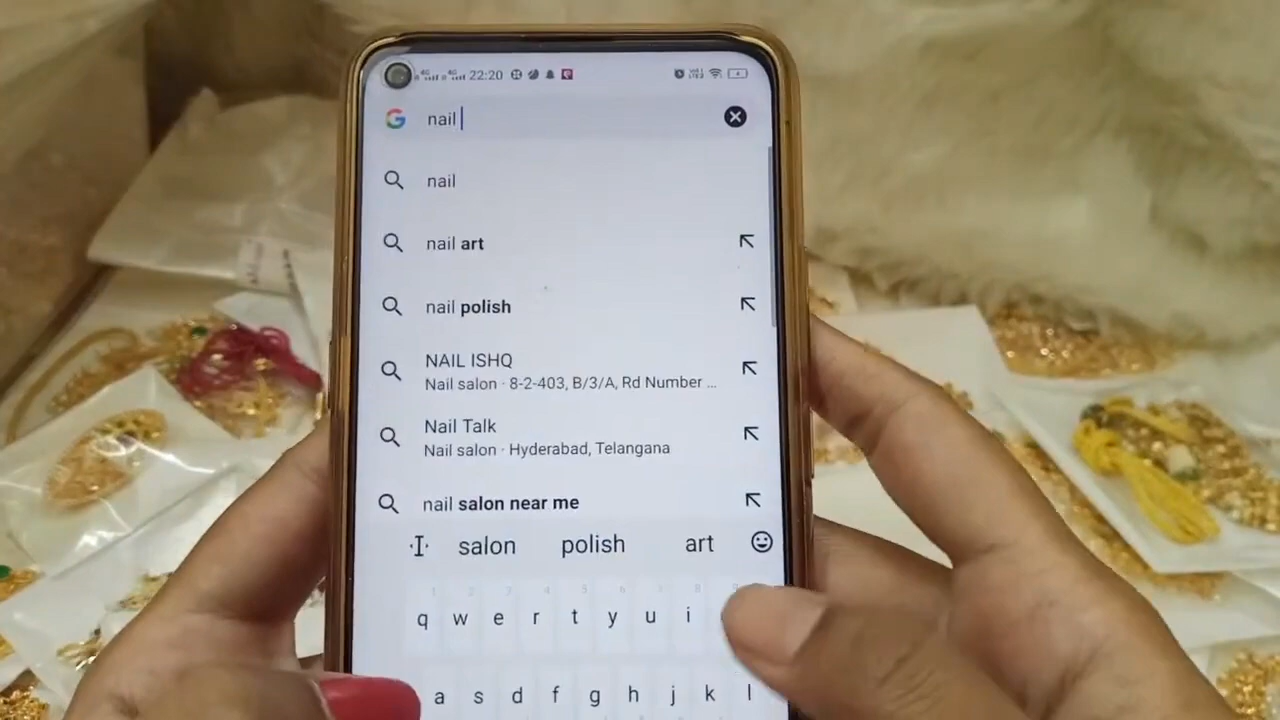 22:20
nail
nail
nail art
nail polish
NAIL ISHQ
Nail salon · 8-2-403, B/3/A, Rd Number ...
Nail Talk
Nail salon · Hyderabad, Telangana
nail salon near me
salon polish art
q w e r t y u i
a s d f g h j k l